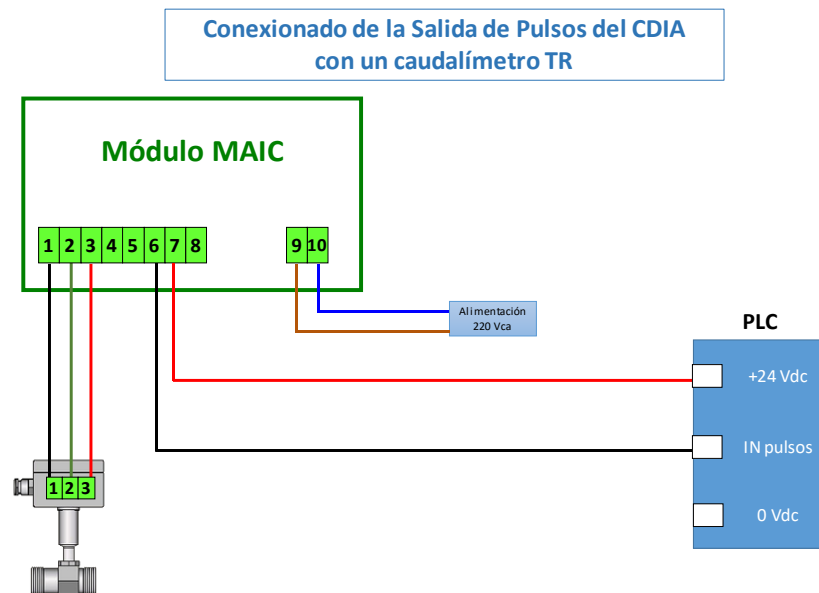 Conexionado de la Salida de Pulsos del CDIA
con un caudalímetro TR
Módulo MAIC
1 2 3 4 5 6 7 8 9 10
Alimentación
220 Vca
PLC
+24 Vdc
IN pulsos
0 Vdc
1 2 3